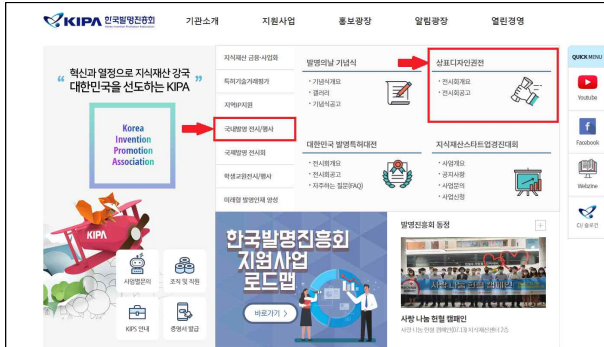 KIPA 한국발명진흥회
기관소개
지원사업
홍보광장
알림광장
열린경영
혁신과 열정으로 지식재산 강국
대한민국을 선도하는 KIPA
Korea
Invention
Promotion
Association
KIPA
사업별문의
조직 및 직원
KIPS 안내
증명서 발급
지식재산 금융·사업화
특허기술거래평가
지역IP지원
국내발명 전시/행사
국제발명 전시회
학생교원전시/행사
미래형 발명인재 양성
발명의날 기념식
· 기념식개요
· 갤러리
· 기념식공고
상표디자인권전
· 전시회개요
· 전시회공고
대한민국 발명특허대전
· 전시회개요
· 전시회공고
· 자주하는 질문(FAQ)
지식재산스타트업경진대회
· 사업개요
· 공지사항
· 사업문의
· 사업신청
한국발명진흥회
지원사업
로드맵
바로가기 >
발명진흥회 동정
+
사랑 나눔 헌혈 캠페인
사랑 나눔 헌혈 캠페인
QUICK MENU
Youtube
Facebook
Webzine